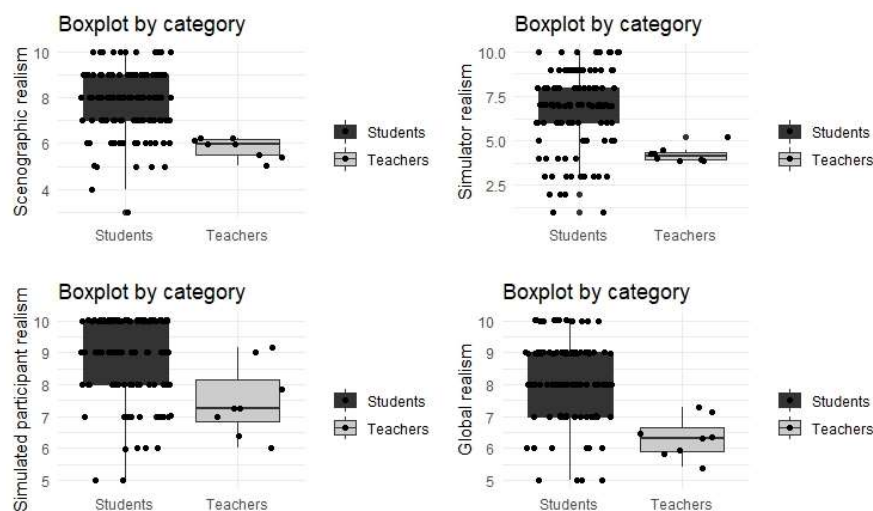 Boxplot by category
Scenographic realism
10
8
6
4
Students
Teachers
Students
Teachers
Boxplot by category
Simulator realism
10.0
7.5
5.0
2.5
Students
Teachers
Students
Teachers
Boxplot by category
Simulated participant realism
10
9
8
7
6
5
Students
Teachers
Students
Teachers
Boxplot by category
Global realism
10
9
8
7
6
5
Students
Teachers
Students
Teachers